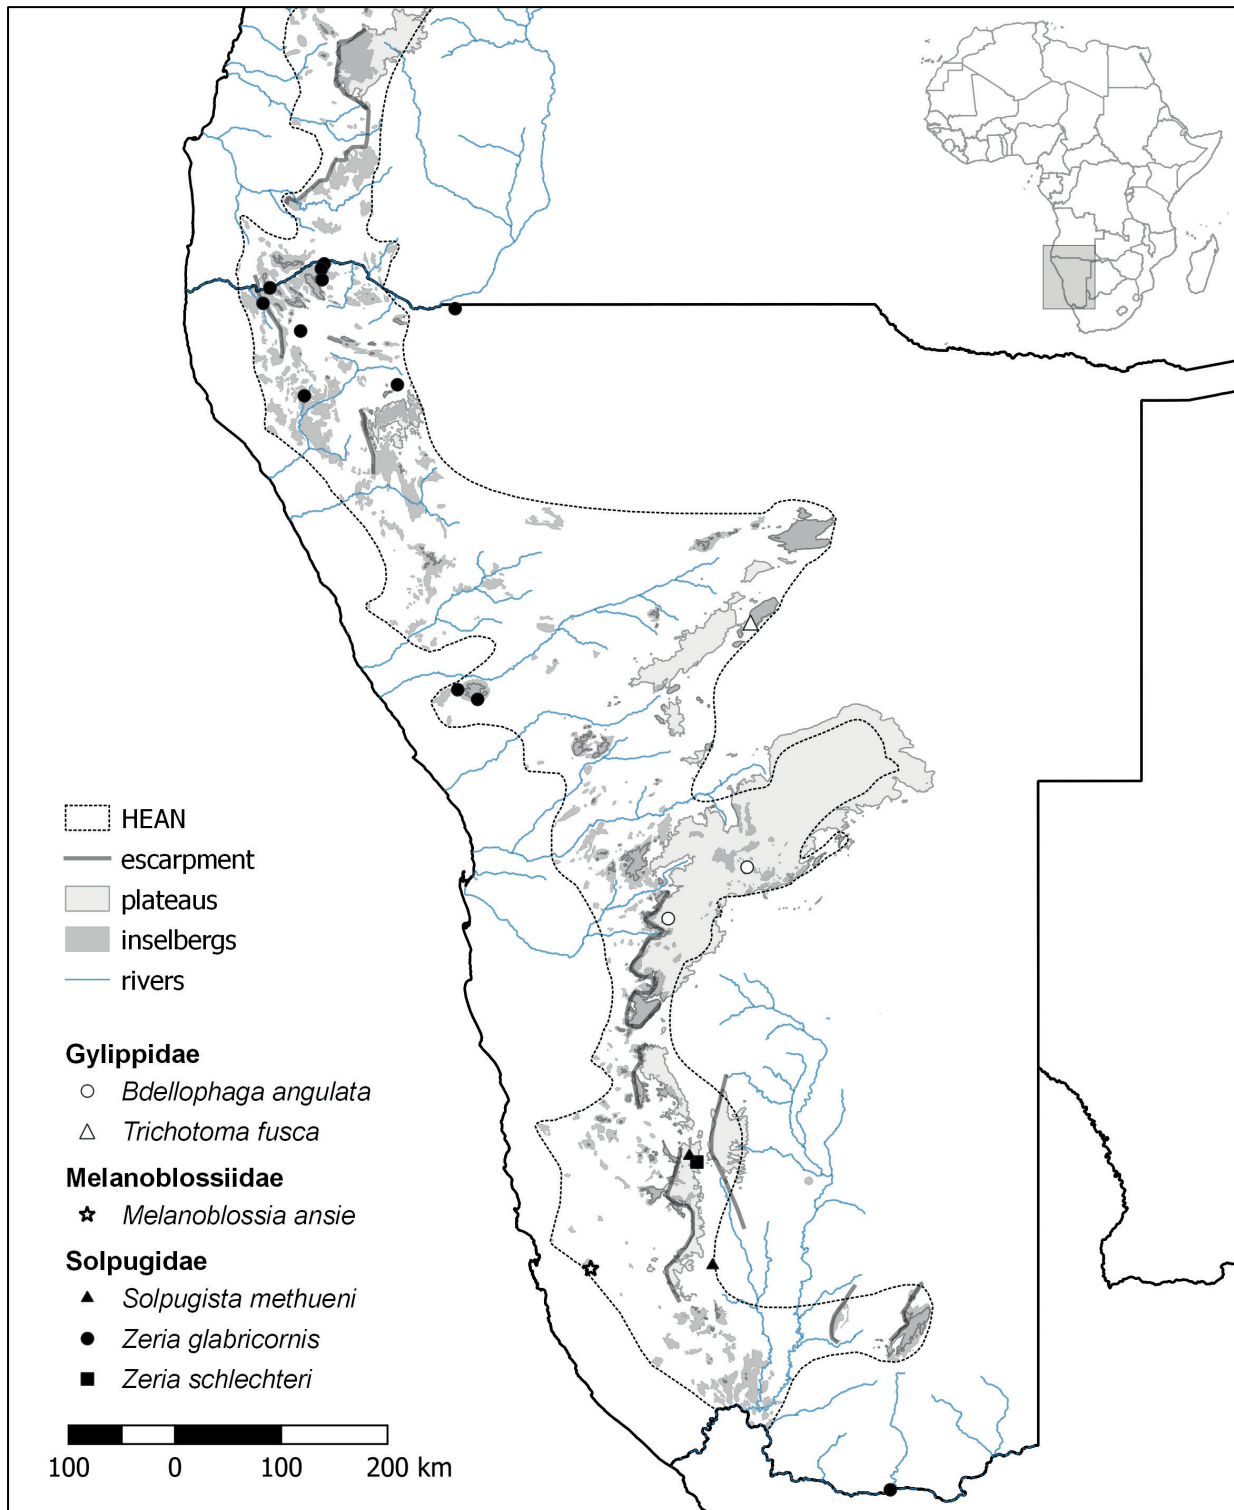 HEAN
escarpment
plateaus
inselbergs
rivers
Gylippidae
Bdellophaga angulata
Trichotoma fusca
Melanoblossiidae
Melanoblossia ansie
Solpugidae
Solpugista methueni
Zeria glabricornis
Zeria schlechteri
100 0 100 200 km